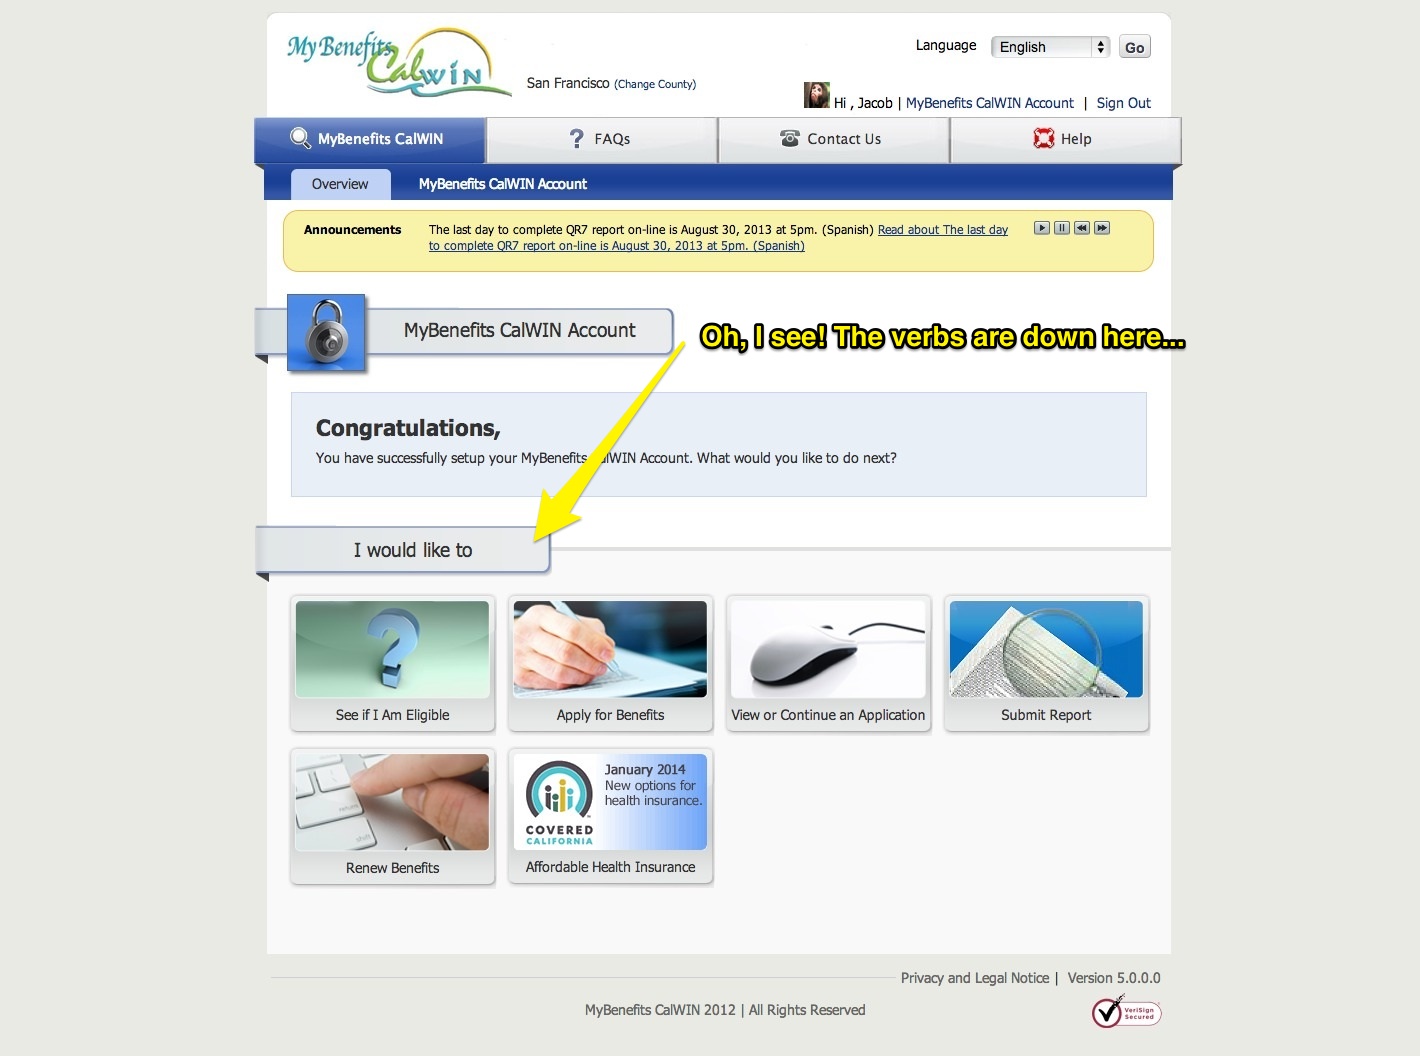 My Benefits
CalWIN
San Francisco (Change County)
Language English Go
Hi , Jacob | MyBenefits CalWIN Account | Sign Out
MyBenefits CalWIN
FAQs
Contact Us
Help
Overview
MyBenefits CalWIN Account
Announcements
The last day to complete QR7 report on-line is August 30, 2013 at 5pm. (Spanish) Read about The last day
to complete QR7 report on-line is August 30, 2013 at 5pm. (Spanish)
MyBenefits CalWIN Account
Oh, I see! The verbs are down here...
Congratulations,
You have successfully setup your MyBenefits CalWIN Account. What would you like to do next?
I would like to
See if I Am Eligible
Apply for Benefits
View or Continue an Application
Submit Report
return
shift
Renew Benefits
January 2014
New options for
health insurance.
COVERED
CALIFORNIA
Affordable Health Insurance
Privacy and Legal Notice | Version 5.0.0.0
MyBenefits CalWIN 2012 | All Rights Reserved
VeriSign
Secured